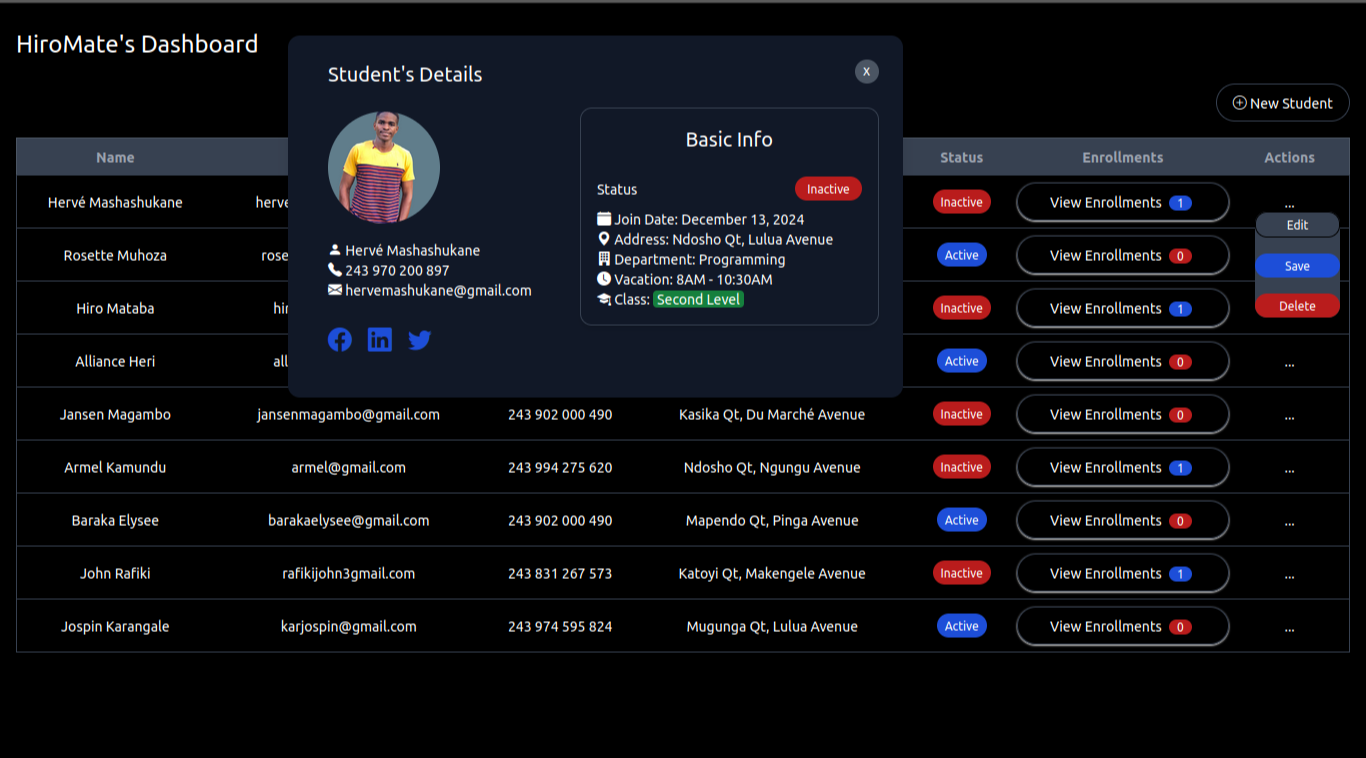 HiroMate's Dashboard
Student's Details
X
New Student
Basic Info
Status
Inactive
Join Date: December 13, 2024
Address: Ndosho Qt, Lulua Avenue
Department: Programming
Vacation: 8AM - 10:30AM
Class: Second Level
Hervé Mashashukane
243 970 200 897
hervemashukane@gmail.com
Name Status Enrollments Actions
Hervé Mashashukane herve Inactive View Enrollments 1 ...
Edit
Save
Delete
Rosette Muhoza rose Active View Enrollments 0
Hiro Mataba hi Inactive View Enrollments 1
Alliance Heri all Active View Enrollments 0 ...
Jansen Magambo jansenmagambo@gmail.com 243 902 000 490 Kasika Qt, Du Marché Avenue Inactive View Enrollments 0 ...
Armel Kamundu armel@gmail.com 243 994 275 620 Ndosho Qt, Ngungu Avenue Inactive View Enrollments 1 ...
Baraka Elysee barakaelysee@gmail.com 243 902 000 490 Mapendo Qt, Pinga Avenue Active View Enrollments 0 ...
John Rafiki rafikijohn3gmail.com 243 831 267 573 Katoyi Qt, Makengele Avenue Inactive View Enrollments 1 ...
Jospin Karangale karjospin@gmail.com 243 974 595 824 Mugunga Qt, Lulua Avenue Active View Enrollments 0 ...